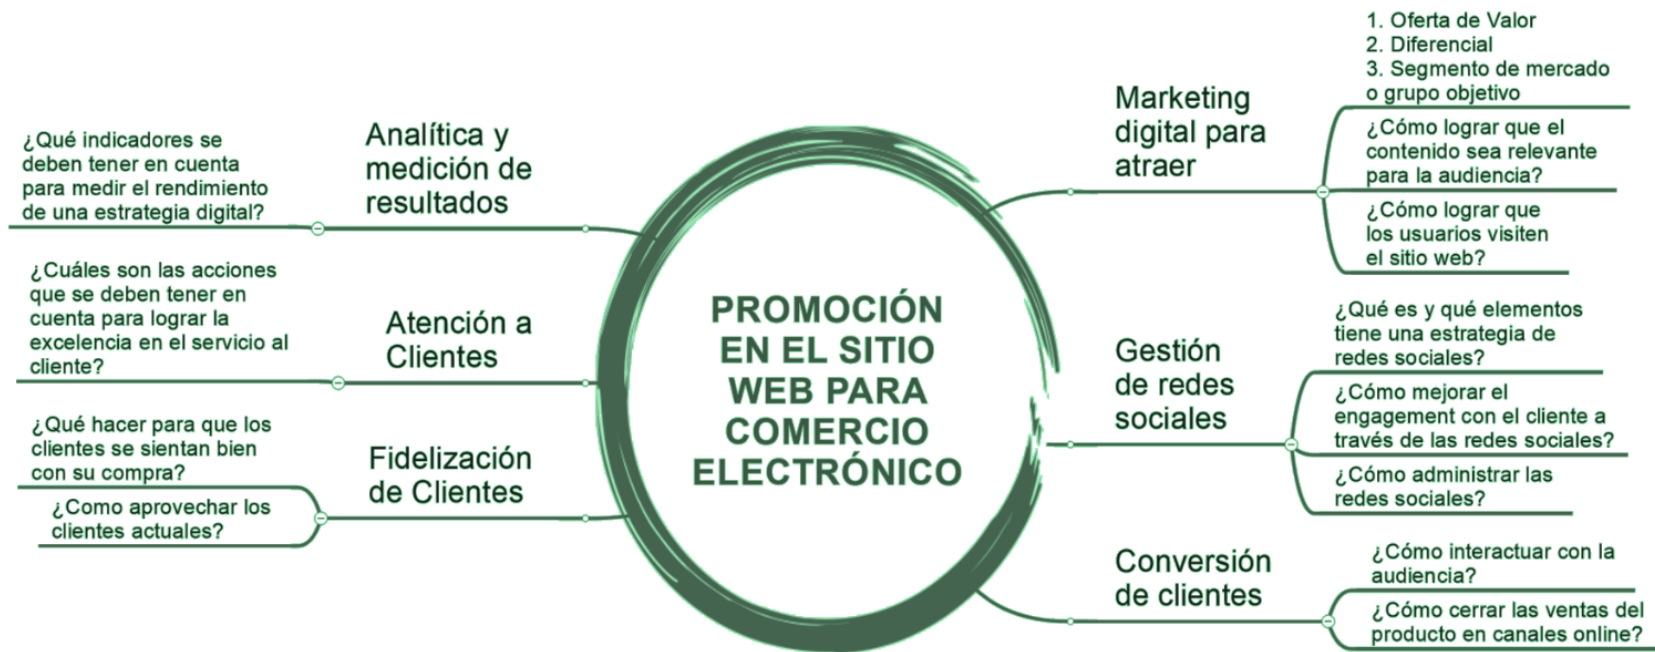 PROMOCIÓN
EN EL SITIO
WEB PARA
COMERCIO
ELECTRÓNICO
Marketing
digital para
atraer
1. Oferta de Valor
2. Diferencial
3. Segmento de mercado
o grupo objetivo
¿Cómo lograr que el
contenido sea relevante
para la audiencia?
¿Cómo lograr que
los usuarios visiten
el sitio web?
Gestión
de redes
sociales
¿Qué es y qué elementos
tiene una estrategia de
redes sociales?
¿Cómo mejorar el
engagement con el cliente a
través de las redes sociales?
¿Cómo administrar las
redes sociales?
Conversión
de clientes
¿Cómo interactuar con la
audiencia?
¿Cómo cerrar las ventas del
producto en canales online?
Analítica y
medición de
resultados
¿Qué indicadores se
deben tener en cuenta
para medir el rendimiento
de una estrategia digital?
Atención a
Clientes
¿Cuáles son las acciones
que se deben tener en
cuenta para lograr la
excelencia en el servicio al
cliente?
Fidelización
de Clientes
¿Qué hacer para que los
clientes se sientan bien
con su compra?
¿Como aprovechar los
clientes actuales?